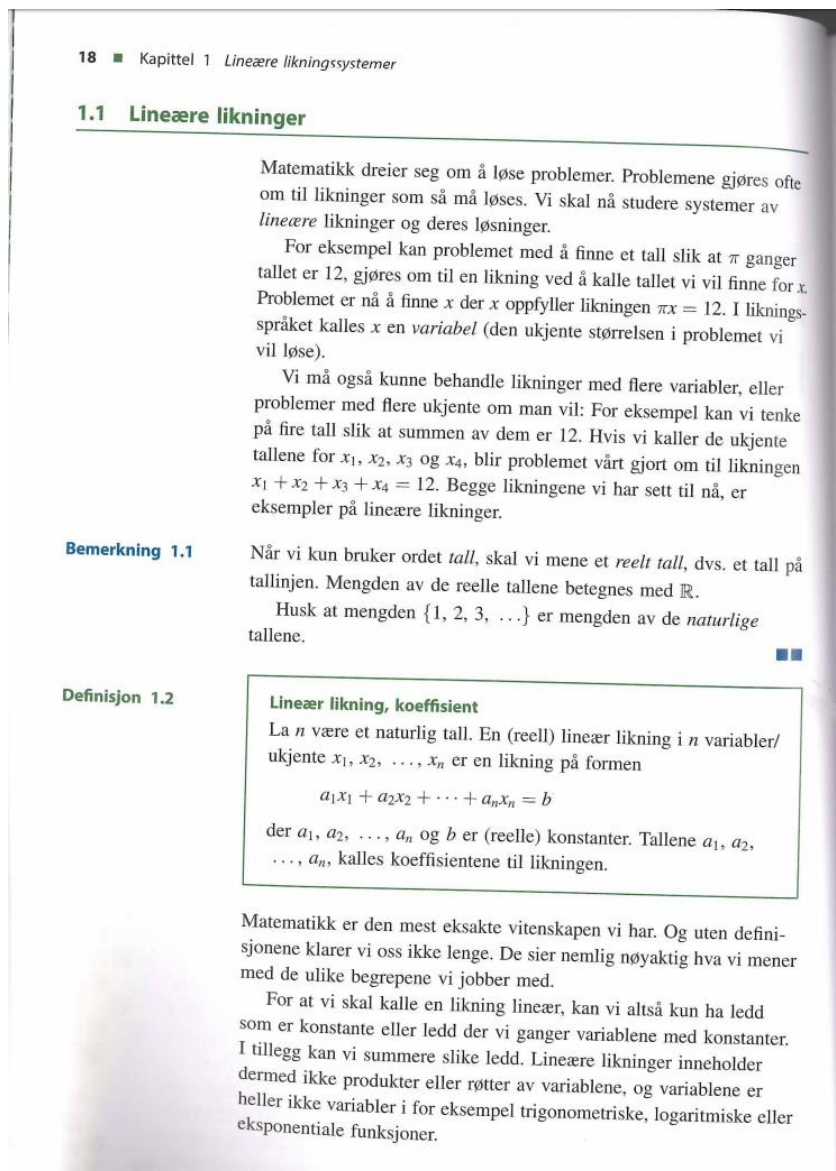 18 ■ Kapittel 1 Lineære likningssystemer
1.1 Lineære likninger
Matematikk dreier seg om å løse problemer. Problemene gjøres ofte
om til likninger som så må løses. Vi skal nå studere systemer av
lineære likninger og deres løsninger.
For eksempel kan problemet med å finne et tall slik at π ganger
tallet er 12, gjøres om til en likning ved å kalle tallet vi vil finne for x.
Problemet er nå å finne x der x oppfyller likningen πx = 12. I liknings-
språket kalles x en variabel (den ukjente størrelsen i problemet vi
vil løse).
Vi må også kunne behandle likninger med flere variabler, eller
problemer med flere ukjente om man vil: For eksempel kan vi tenke
på fire tall slik at summen av dem er 12. Hvis vi kaller de ukjente
tallene for x₁, x₂, x₃ og x₄, blir problemet vårt gjort om til likningen
x₁ + x₂ + x₃ + x₄ = 12. Begge likningene vi har sett til nå, er
eksempler på lineære likninger.
Bemerkning 1.1
Når vi kun bruker ordet tall, skal vi mene et reelt tall, dvs. et tall på
tallinjen. Mengden av de reelle tallene betegnes med ℝ.
Husk at mengden {1, 2, 3, ...} er mengden av de naturlige
tallene.
Definisjon 1.2
Lineær likning, koeffisient
La n være et naturlig tall. En (reell) lineær likning i n variabler/
ukjente x₁, x₂, ..., xₙ er en likning på formen
a₁x₁ + a₂x₂ + ··· + aₙxₙ = b
der a₁, a₂, ..., aₙ og b er (reelle) konstanter. Tallene a₁, a₂,
..., aₙ, kalles koeffisientene til likningen.
Matematikk er den mest eksakte vitenskapen vi har. Og uten defini-
sjonene klarer vi oss ikke lenge. De sier nemlig nøyaktig hva vi mener
med de ulike begrepene vi jobber med.
For at vi skal kalle en likning lineær, kan vi altså kun ha ledd
som er konstante eller ledd der vi ganger variablene med konstanter.
I tillegg kan vi summere slike ledd. Lineære likninger inneholder
dermed ikke produkter eller røtter av variablene, og variablene er
heller ikke variabler i for eksempel trigonometriske, logaritmiske eller
eksponentiale funksjoner.